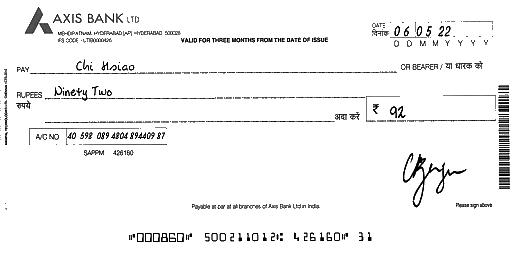 AXIS BANK LTD
MEHDIPATNAM, HYDERABAD [AP] HYDERABAD 500028
IFS CODE - UTIB0000426
VALID FOR THREE MONTHS FROM THE DATE OF ISSUE
DATE दिनांक 06 05 22
D D M M Y Y Y Y
PAY Chi Hsiao OR BEARER / या धारक को
RUPEES रुपये Ninety Two
अदा करें ₹ 92
A/C NO 40 598 089 4804 894409 87
SAPPM 426160
Payable at par at all branches of Axis Bank Ltd in India.
Please sign above
⑈000860⑈ 500211012⑆ 426160⑈ 31